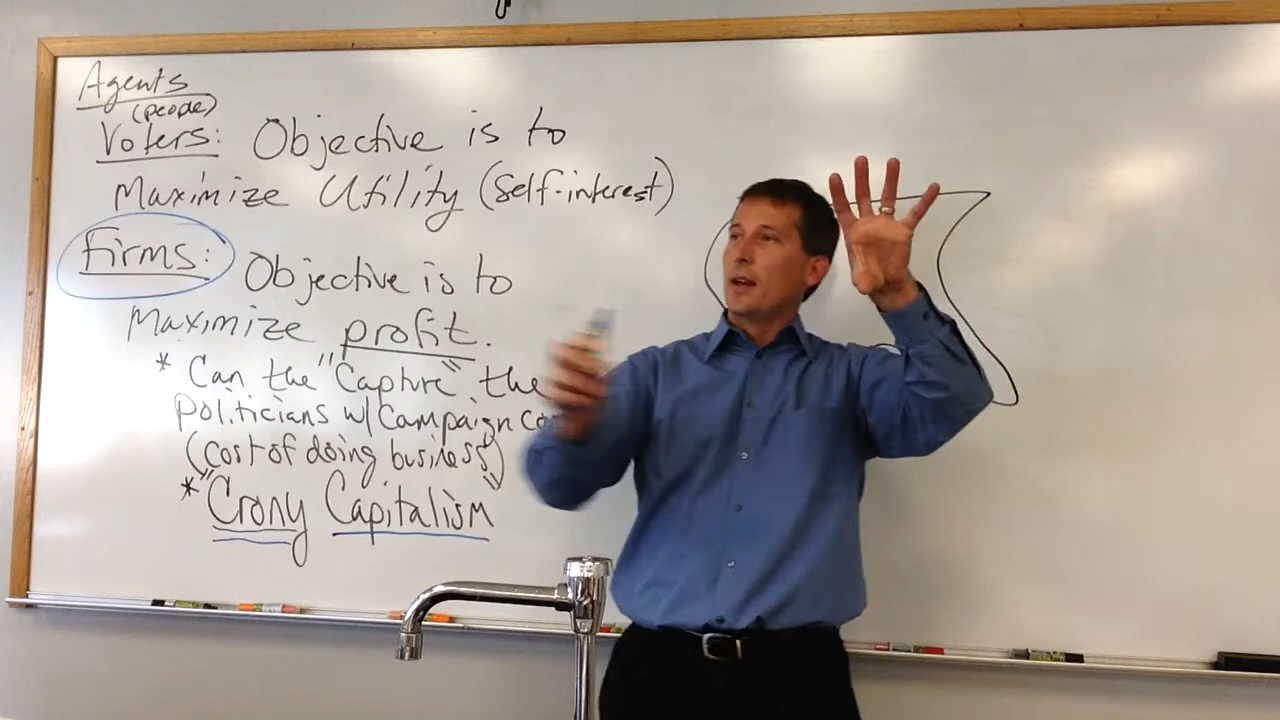 Agents
(people)
Voters: Objective is to
Maximize Utility (Self-interest)
Firms: Objective is to
Maximize profit.
* Can the "Capture" the
politicians w/ Campaign
(cost of doing business)
* "Crony Capitalism"